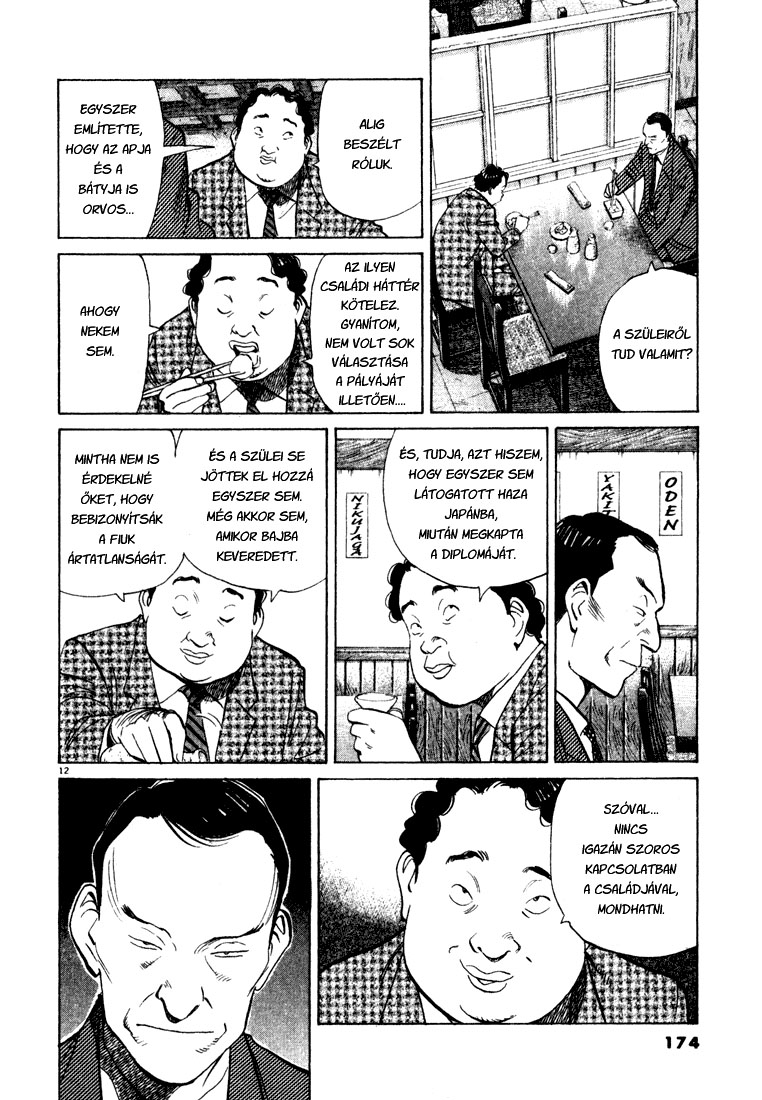 A SZÜLEIRŐL
TUD VALAMIT?
ALIG
BESZÉLT
RÓLUK.
EGYSZER
EMLÍTETTE,
HOGY AZ APJA
ÉS A
BÁTYJA IS
ORVOS...
AZ ILYEN
CSALÁDI HÁTTÉR
KÖTELEZ.
GYANÍTOM,
NEM VOLT SOK
VÁLASZTÁSA
A PÁLYÁJÁT
ILLETŐEN....
AHOGY
NEKEM
SEM.
ODEN
YAKIT
ÉS, TUDJA, AZT HISZEM,
HOGY EGYSZER SEM
LÁTOGATOTT HAZA
JAPÁNBA,
MIUTÁN MEGKAPTA
A DIPLOMÁJÁT.
NIKUJAGA
ÉS A SZÜLEI SE
JÖTTEK EL HOZZÁ
EGYSZER SEM.
MÉG AKKOR SEM,
AMIKOR BAJBA
KEVEREDETT.
MINTHA NEM IS
ÉRDEKELNÉ
ŐKET, HOGY
BEBIZONYÍTSÁK
A FIUK
ÁRTATLANSÁGÁT.
12
SZÓVAL...
NINCS
IGAZÁN SZOROS
KAPCSOLATBAN
A CSALÁDJÁVAL,
MONDHATNI.
174